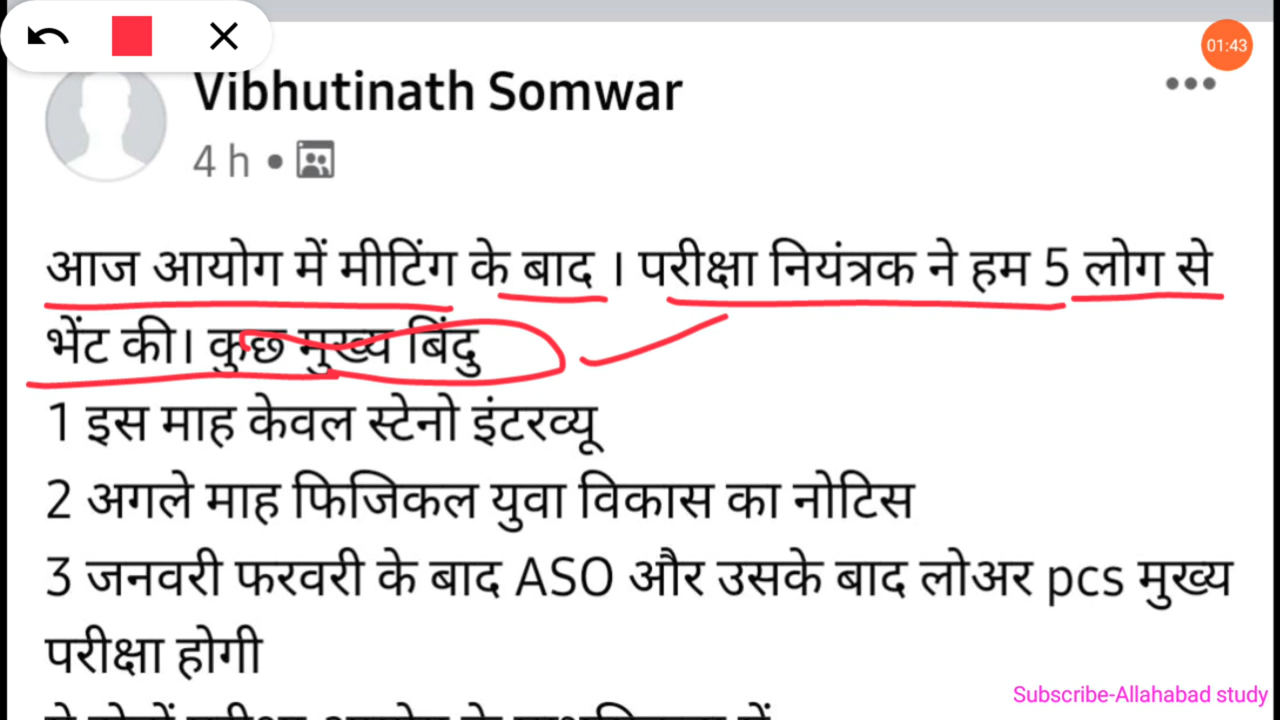 01:43
Vibhutinath Somwar
4 h •
आज आयोग में मीटिंग के बाद । परीक्षा नियंत्रक ने हम 5 लोग से
भेंट की। कुछ मुख्य बिंदु
1 इस माह केवल स्टेनो इंटरव्यू
2 अगले माह फिजिकल युवा विकास का नोटिस
3 जनवरी फरवरी के बाद ASO और उसके बाद लोअर pcs मुख्य
परीक्षा होगी
Subscribe-Allahabad study